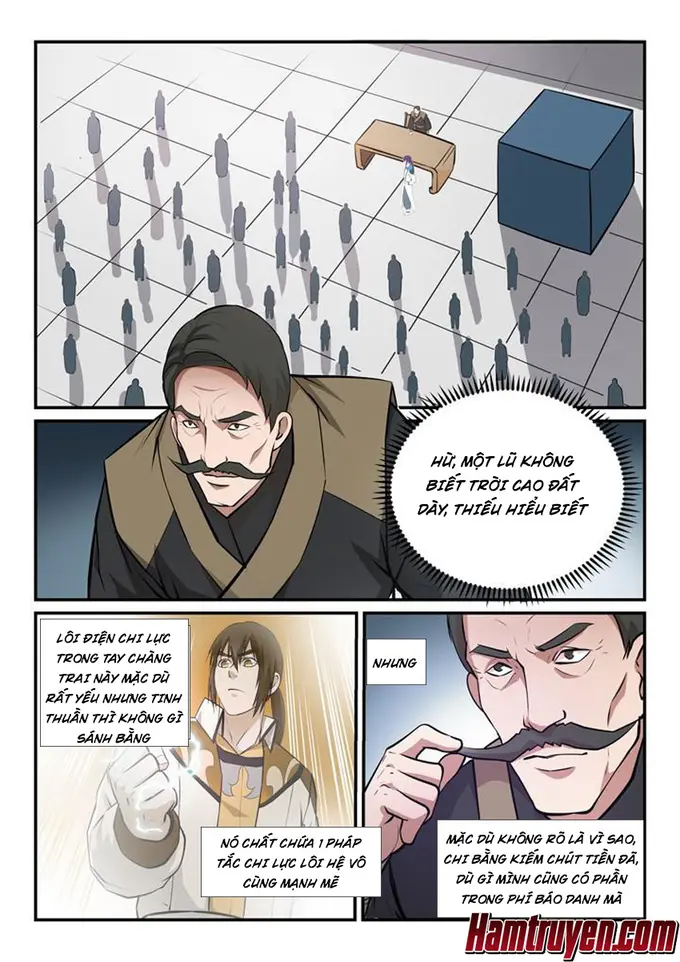 HỪ, MỘT LŨ KHÔNG
BIẾT TRỜI CAO ĐẤT
DÀY, THIẾU HIỂU BIẾT
LÔI ĐIỆN CHI LỰC
TRONG TAY CHÀNG
TRAI NÀY MẶC DÙ
RẤT YẾU NHƯNG TINH
THUẦN THÌ KHÔNG GÌ
SÁNH BẰNG
NÓ CHẤT CHỨA 1 PHÁP
TẮC CHI LỰC LÔI HỆ VÔ
CÙNG MẠNH MẼ
NHƯNG
MẶC DÙ KHÔNG RÕ LÀ VÌ SAO,
CHI BẰNG KIẾM CHÚT TIỀN ĐÃ,
DÙ GÌ MÌNH CŨNG CÓ PHẦN
TRONG PHÍ BÁO DANH MÀ
Hamtruyen.com